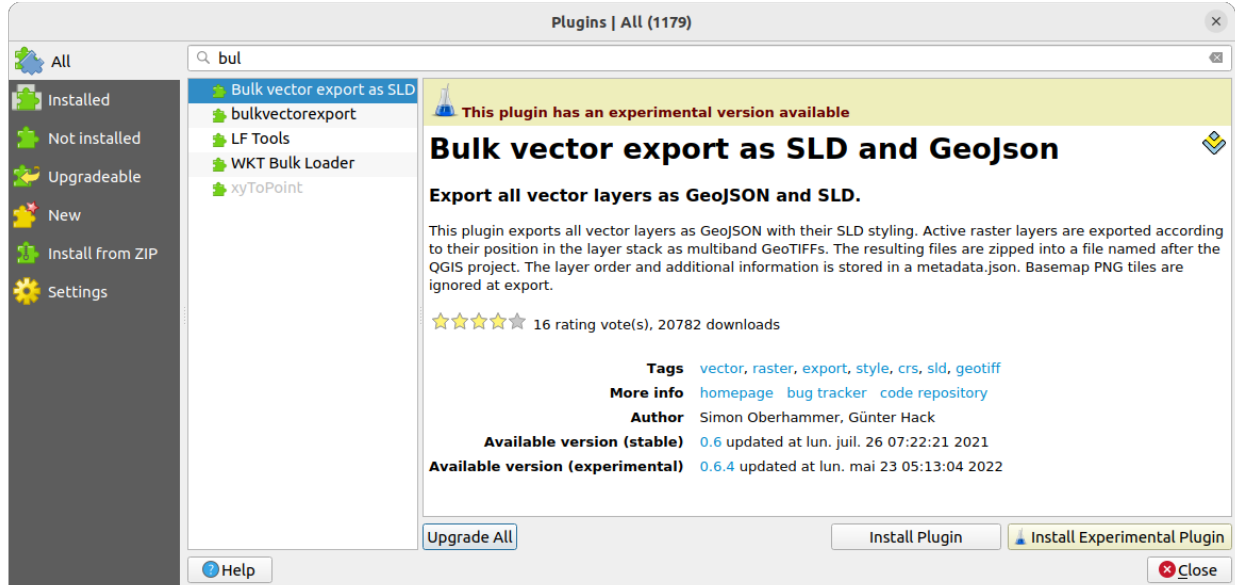 Plugins | All (1179)
All
bul
Installed
Not installed
Upgradeable
New
Install from ZIP
Settings
Bulk vector export as SLD
bulkvectorexport
LF Tools
WKT Bulk Loader
xyToPoint
This plugin has an experimental version available
Bulk vector export as SLD and GeoJson
Export all vector layers as GeoJSON and SLD.
This plugin exports all vector layers as GeoJSON with their SLD styling. Active raster layers are exported according
to their position in the layer stack as multiband GeoTIFFs. The resulting files are zipped into a file named after the
QGIS project. The layer order and additional information is stored in a metadata.json. Basemap PNG tiles are
ignored at export.
16 rating vote(s), 20782 downloads
Tags vector, raster, export, style, crs, sld, geotiff
More info homepage bug tracker code repository
Author Simon Oberhammer, Günter Hack
Available version (stable) 0.6 updated at lun. juil. 26 07:22:21 2021
Available version (experimental) 0.6.4 updated at lun. mai 23 05:13:04 2022
Upgrade All Install Plugin Install Experimental Plugin
Help Close